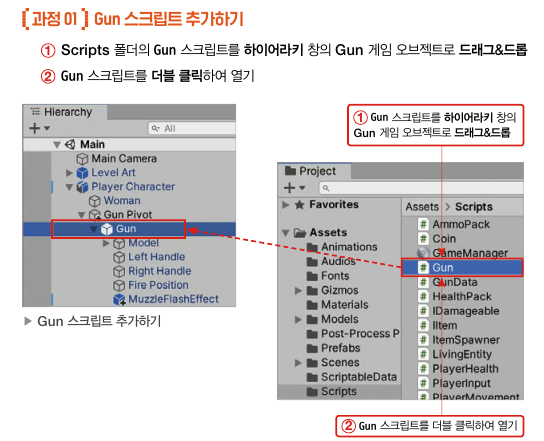 [과정 01] Gun 스크립트 추가하기
① Scripts 폴더의 Gun 스크립트를 하이어라키 창의 Gun 게임 오브젝트로 드래그&드롭
② Gun 스크립트를 더블 클릭하여 열기
Hierarchy
All
Main
Main Camera
Level Art
Player Character
Woman
Gun Pivot
Gun
Model
Left Handle
Right Handle
Fire Position
MuzzleFlashEffect
▶ Gun 스크립트 추가하기
① Gun 스크립트를 하이어라키 창의
Gun 게임 오브젝트로 드래그&드롭
Project
Favorites
Assets
Animations
Audios
Fonts
Gizmos
Materials
Models
Post-Process P
Prefabs
Scenes
ScriptableData
Scripts
Assets > Scripts
AmmoPack
Coin
GameManager
Gun
GunData
HealthPack
IDamageable
IItem
ItemSpawner
LivingEntity
PlayerHealth
PlayerInput
PlayerMovement
② Gun 스크립트를 더블 클릭하여 열기